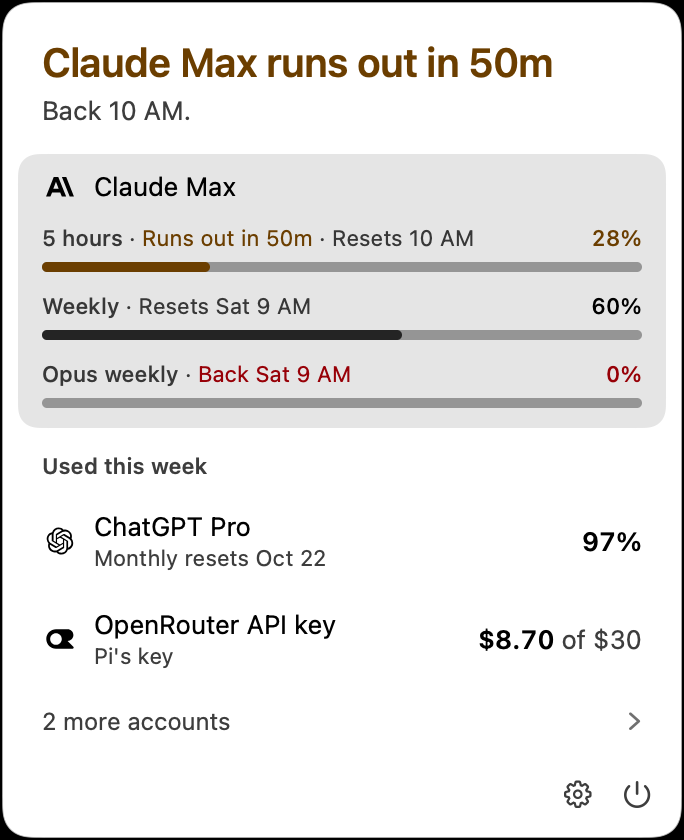 Claude Max runs out in 50m
Back 10 AM.
Claude Max
5 hours · Runs out in 50m · Resets 10 AM 28%
Weekly · Resets Sat 9 AM 60%
Opus weekly · Back Sat 9 AM 0%
Used this week
ChatGPT Pro
Monthly resets Oct 22
97%
OpenRouter API key
Pi's key
$8.70 of $30
2 more accounts